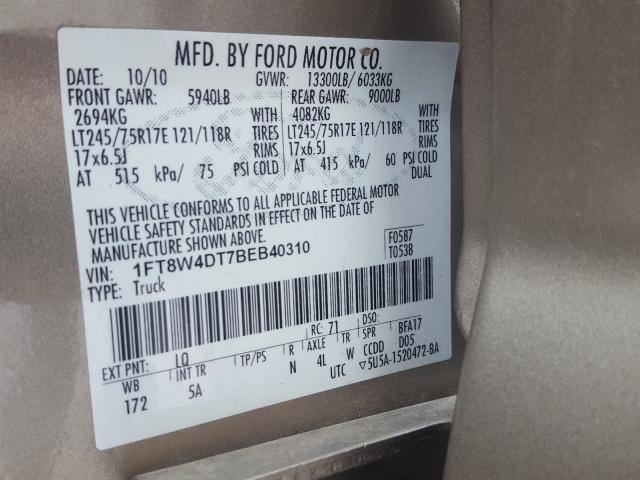 MFD. BY FORD MOTOR CO.
DATE: 10/10 GVWR: 13300LB/ 6033KG
FRONT GAWR: 5940LB REAR GAWR: 9000LB
2694KG WITH 4082KG WITH
LT245/75R17E 121/118R TIRES LT245/75R17E 121/118R TIRES
17x6.5J RIMS 17x6.5J RIMS
AT 515 kPa/ 75 PSI COLD AT 415 kPa/ 60 PSI COLD
DUAL
THIS VEHICLE CONFORMS TO ALL APPLICABLE FEDERAL MOTOR
VEHICLE SAFETY STANDARDS IN EFFECT ON THE DATE OF
MANUFACTURE SHOWN ABOVE. F0587
VIN: 1FT8W4DT7BEB40310 T0538
TYPE: Truck
RC: 71 DSO:
EXT PNT: LQ TP/PS R AXLE TR SPR BFA17
WB INT TR N 4L W CCDD D05
172 5A UTC ▽5U5A-1520472-BA